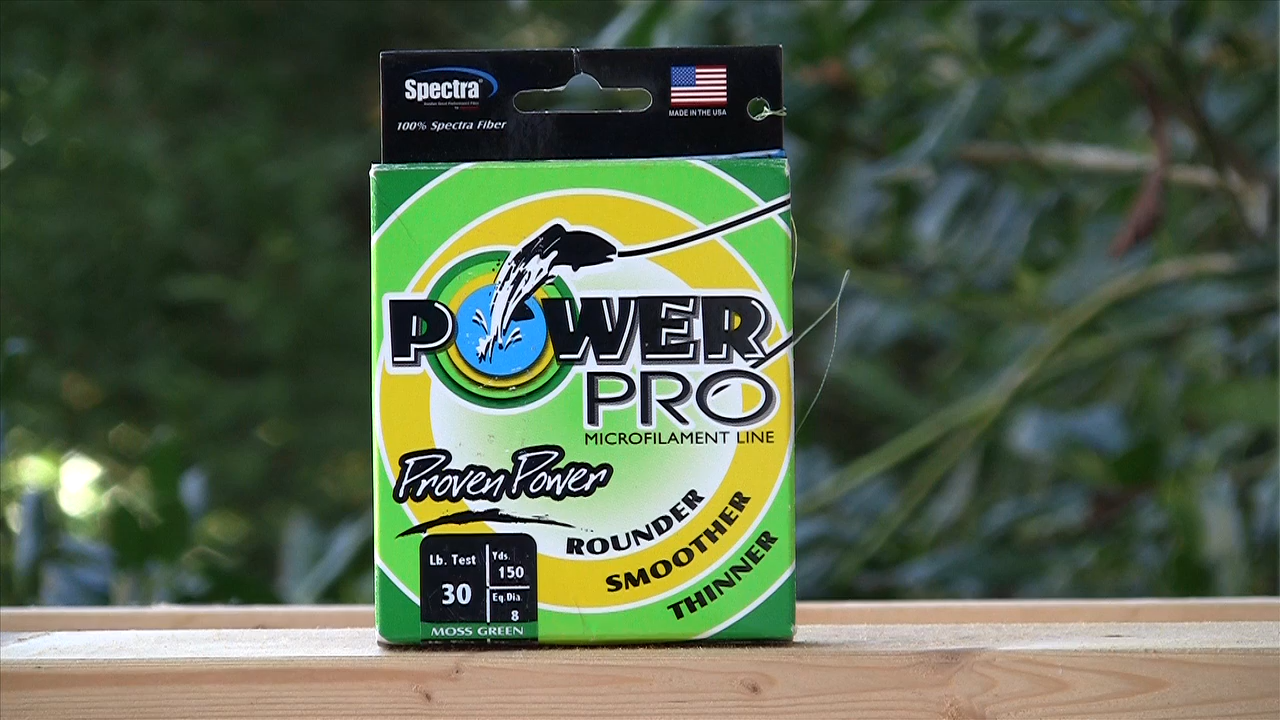 Spectra®
100% Spectra Fiber
MADE IN THE USA
POWER
PRO
MICROFILAMENT LINE
Proven Power
ROUNDER
SMOOTHER
THINNER
Lb. Test
30
Yds.
150
Eq.Dia
8
MOSS GREEN